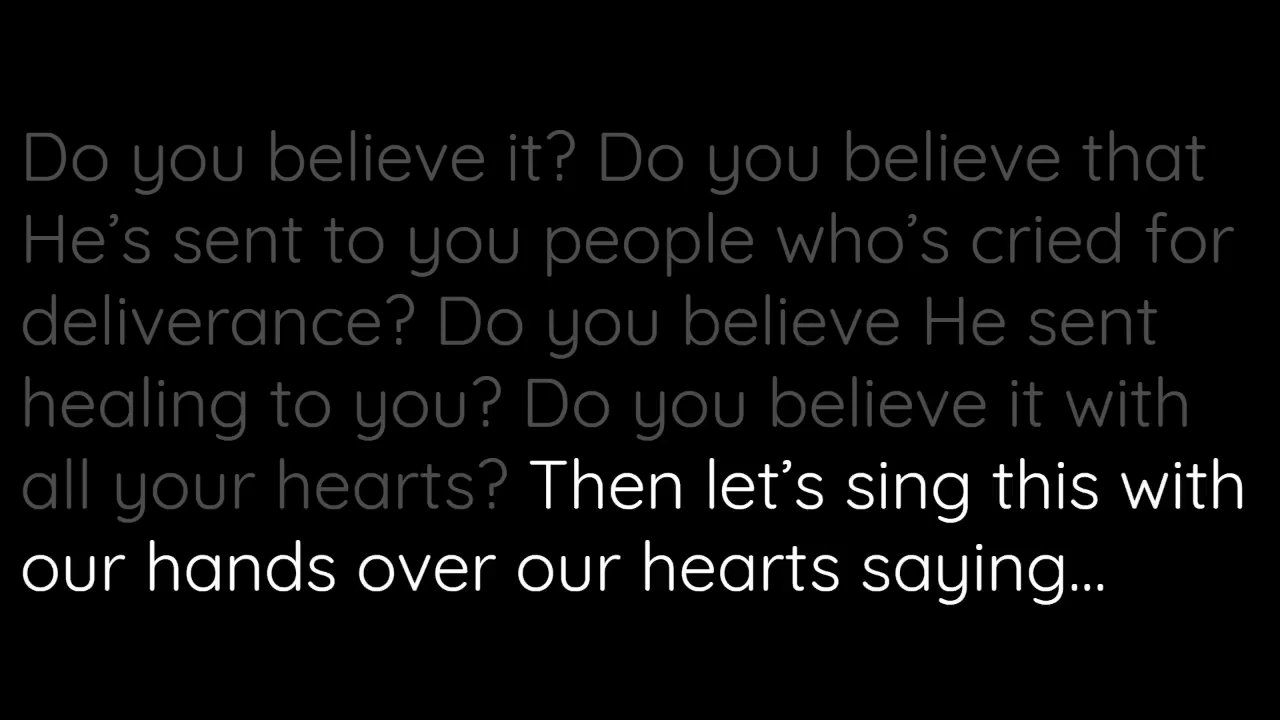 Do you believe it? Do you believe that
He’s sent to you people who’s cried for
deliverance? Do you believe He sent
healing to you? Do you believe it with
all your hearts? Then let’s sing this with
our hands over our hearts saying...